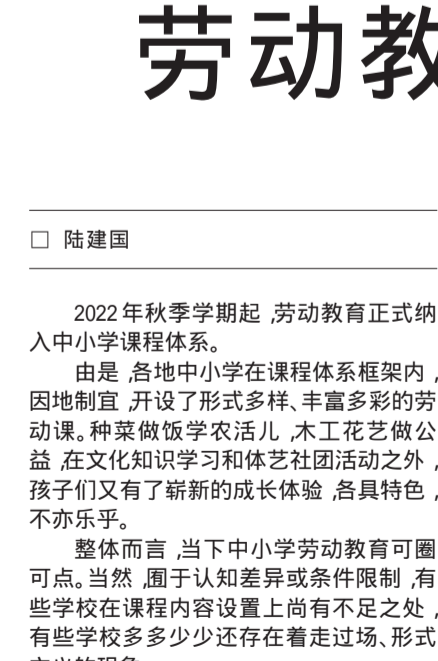 劳动教
□ 陆建国
2022年秋季学期起,劳动教育正式纳
入中小学课程体系。
由是,各地中小学在课程体系框架内,
因地制宜,开设了形式多样、丰富多彩的劳
动课。种菜做饭学农活儿,木工花艺做公
益,在文化知识学习和体艺社团活动之外,
孩子们又有了崭新的成长体验,各具特色,
不亦乐乎。
整体而言,当下中小学劳动教育可圈
可点。当然,囿于认知差异或条件限制,有
些学校在课程内容设置上尚有不足之处,
有些学校多多少少还存在着走过场、形式